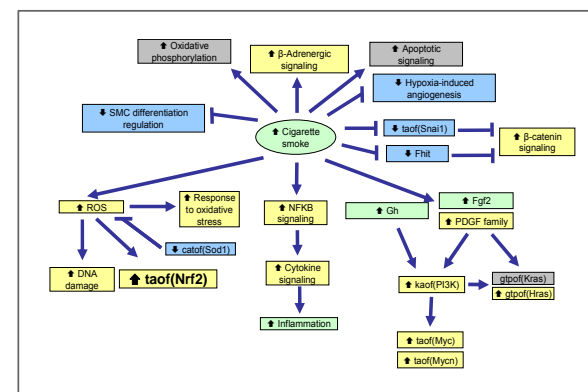 ⬆ Oxidative
phosphorylation
⬆ β-Adrenergic
signaling
⬆ Apoptotic
signaling
⬇ Hypoxia-induced
angiogenesis
⬇ SMC differentiation
regulation
⬆ Cigarette
smoke
⬇ taof(Snai1)
⬇ Fhit
⬆ β-catenin
signaling
⬆ ROS
⬆ Response
to oxidative
stress
⬇ catof(Sod1)
⬆ DNA
damage
⬆ taof(Nrf2)
⬆ NFKB
signaling
⬆ Cytokine
signaling
⬆ Inflammation
⬆ Gh
⬆ Fgf2
⬆ PDGF family
⬆ kaof(PI3K)
gtpof(Kras)
⬆ gtpof(Hras)
⬆ taof(Myc)
⬆ taof(Mycn)